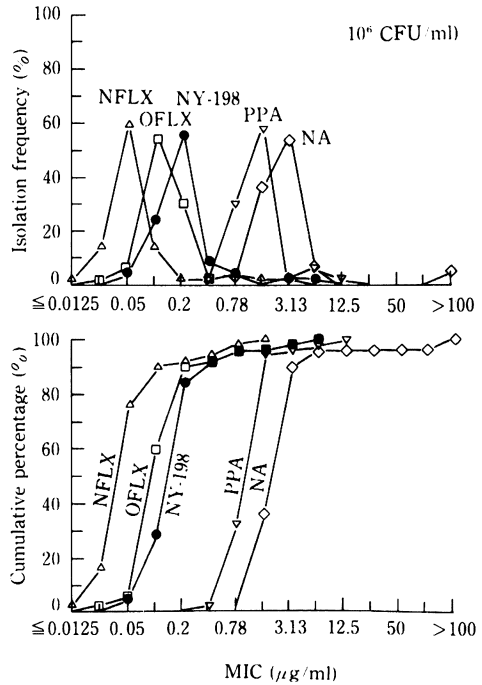 10⁶ CFU/ml)
Isolation frequency (%)
100
80
60
40
20
0
NFLX
OFLX
NY-198
PPA
NA
≦0.0125 0.05 0.2 0.78 3.13 12.5 50 >100
Cumulative percentage (%)
100
80
60
40
20
0
NFLX
OFLX
NY-198
PPA
NA
≦0.0125 0.05 0.2 0.78 3.13 12.5 50 >100
MIC (μg/ml)